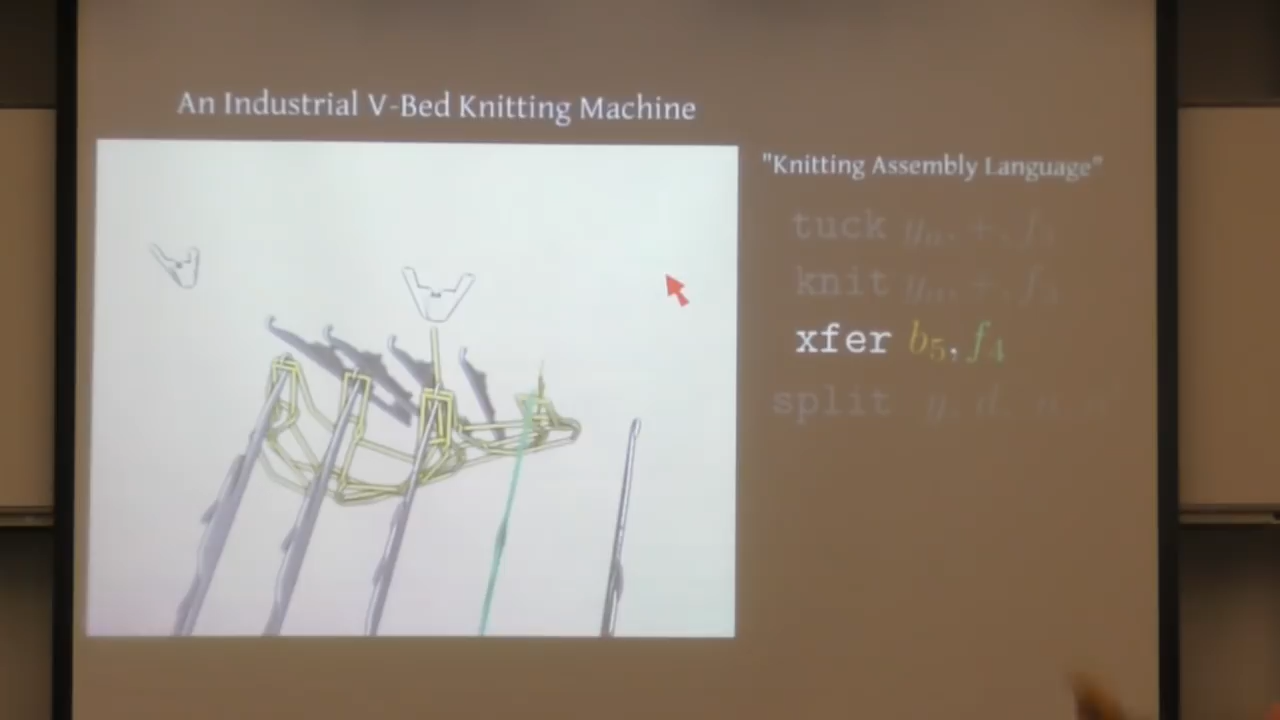 An Industrial V-Bed Knitting Machine
"Knitting Assembly Language"
tuck
knit
xfer b₅, f₄
split